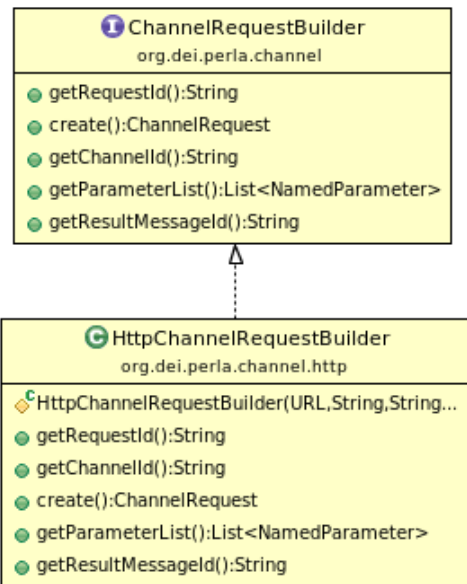 I ChannelRequestBuilder
org.dei.perla.channel
getRequestId():String
create():ChannelRequest
getChannelId():String
getParameterList():List<NamedParameter>
getResultMessageId():String
C HttpChannelRequestBuilder
org.dei.perla.channel.http
C HttpChannelRequestBuilder(URL,String,String...
getRequestId():String
getChannelId():String
create():ChannelRequest
getParameterList():List<NamedParameter>
getResultMessageId():String